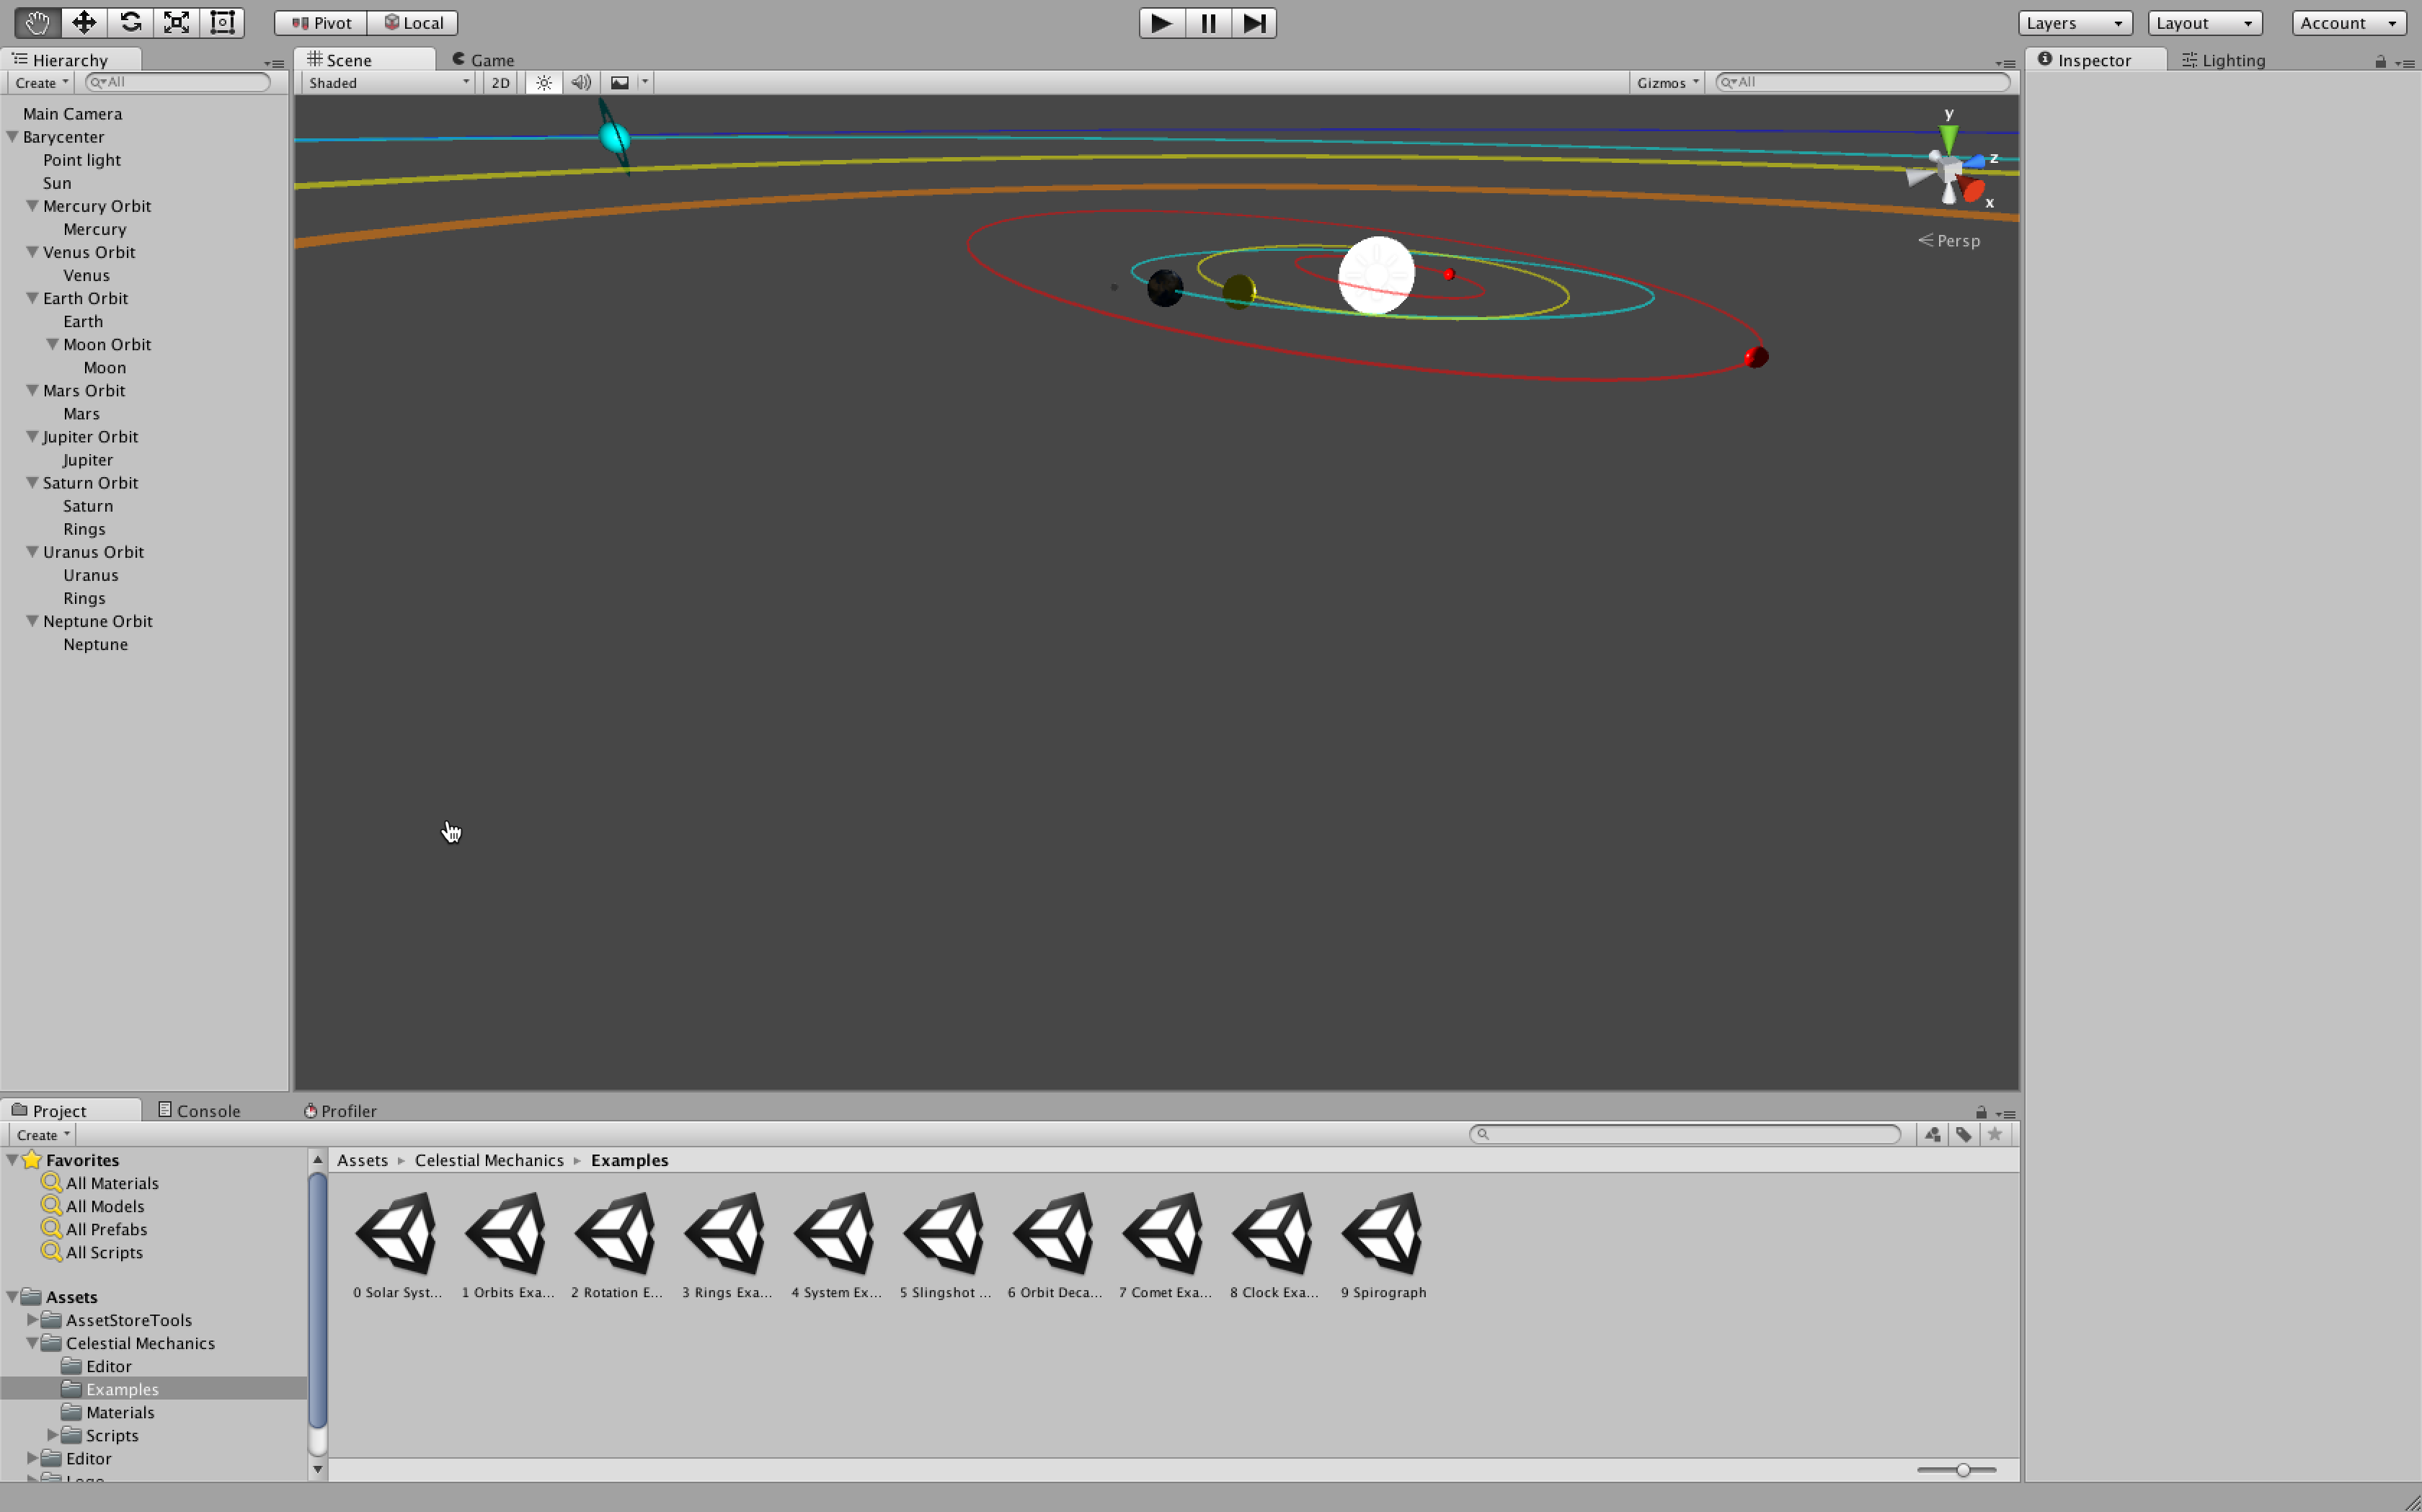 Pivot Local Layers Layout Account
Hierarchy Scene Game Inspector Lighting
Create All Shaded 2D Gizmos All
Main Camera
Barycenter
Point light
Sun
Mercury Orbit
Mercury
Venus Orbit
Venus
Earth Orbit
Earth
Moon Orbit
Moon
Mars Orbit
Mars
Jupiter Orbit
Jupiter
Saturn Orbit
Saturn
Rings
Uranus Orbit
Uranus
Rings
Neptune Orbit
Neptune
y
z
x
Persp
Project Console Profiler
Create
Favorites
All Materials
All Models
All Prefabs
All Scripts
Assets
AssetStoreTools
Celestial Mechanics
Editor
Examples
Materials
Scripts
Editor
Assets Celestial Mechanics Examples
0 Solar Syst... 1 Orbits Exa... 2 Rotation E... 3 Rings Exa... 4 System Ex... 5 Slingshot ... 6 Orbit Deca... 7 Comet Exa... 8 Clock Exa... 9 Spirograph